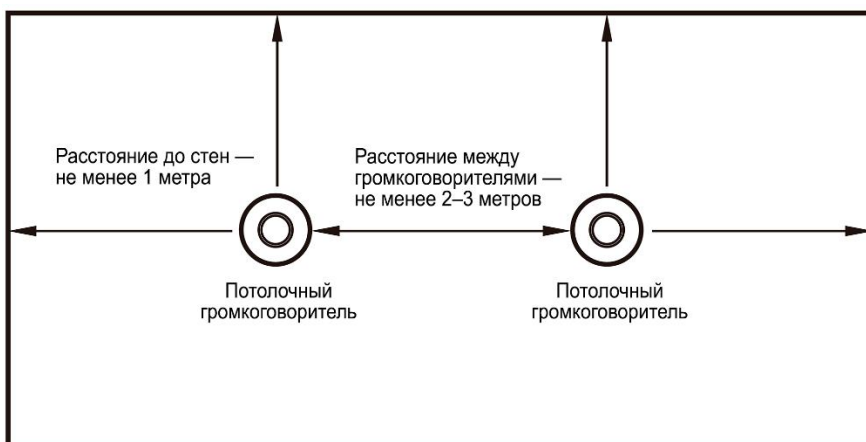 Расстояние до стен —
не менее 1 метра
Расстояние между
громкоговорителями —
не менее 2–3 метров
Потолочный
громкоговоритель
Потолочный
громкоговоритель